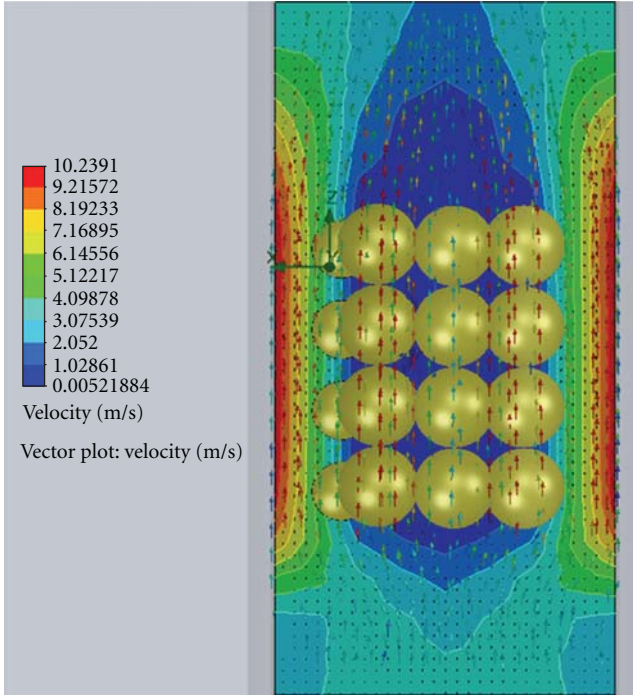 10.2391
9.21572
8.19233
7.16895
6.14556
5.12217
4.09878
3.07539
2.052
1.02861
0.00521884
Velocity (m/s)
Vector plot: velocity (m/s)
Z
X